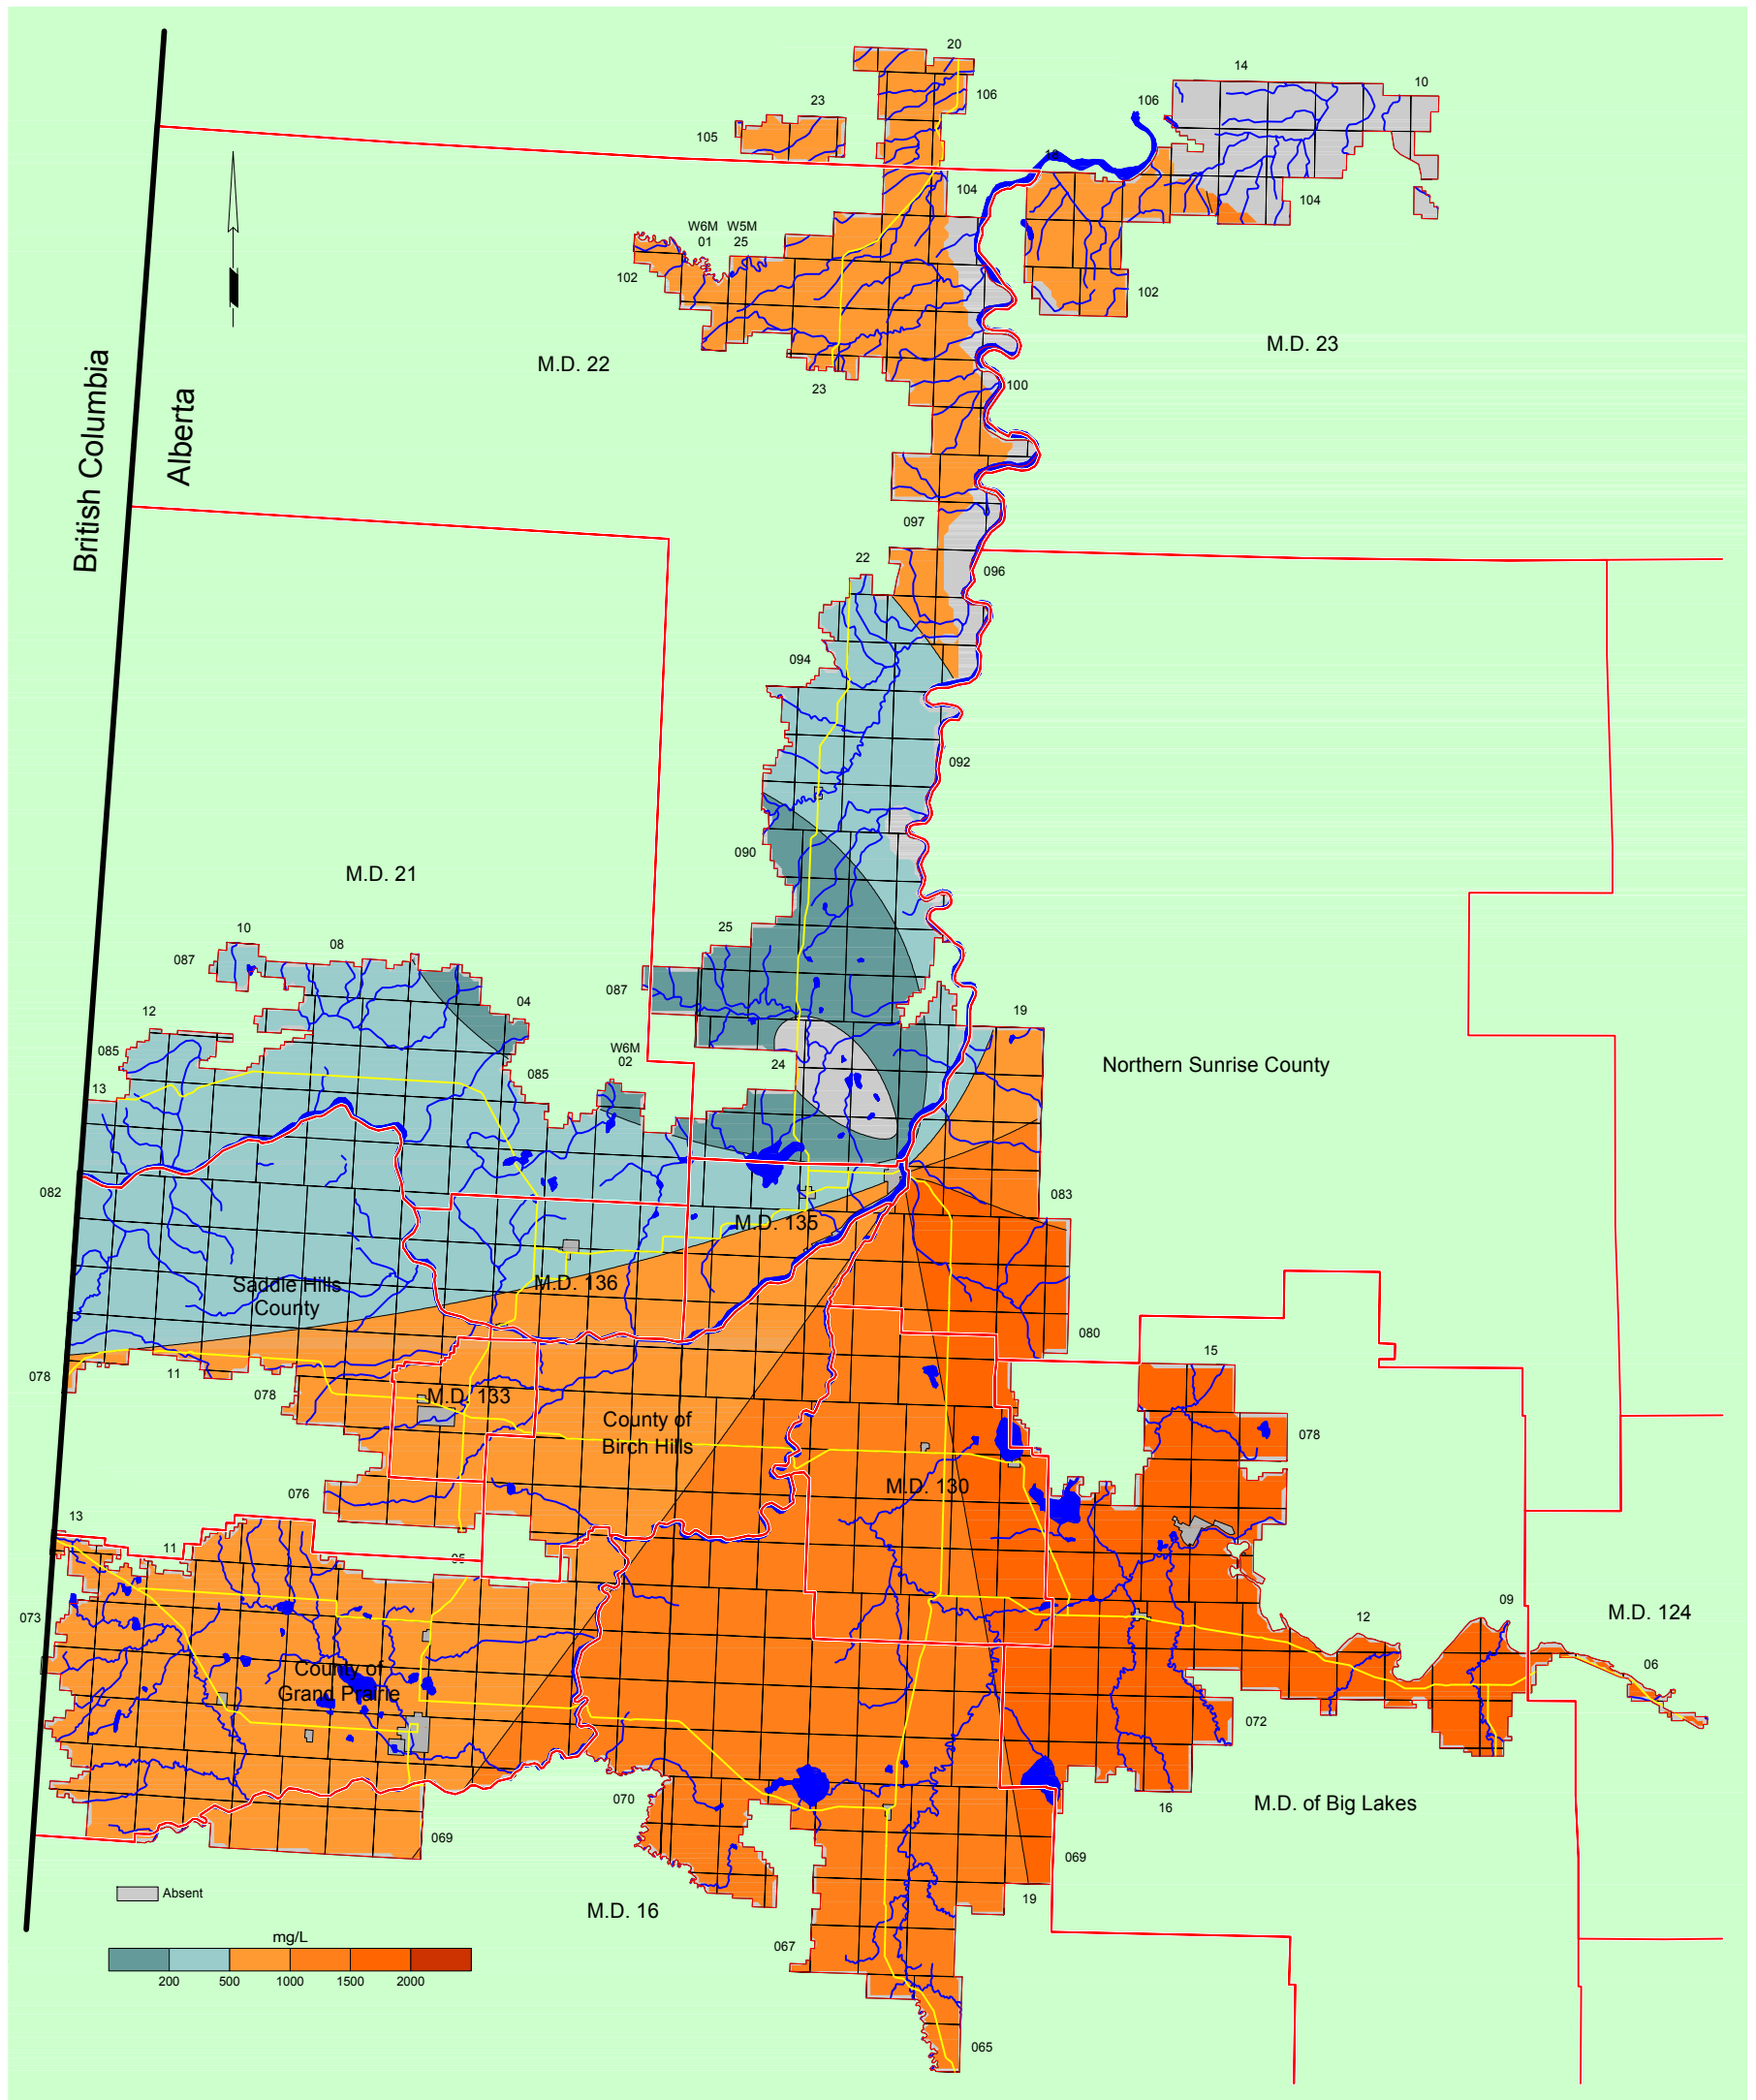 20
14
10
106
23
106
105
18
104
104
W6M W5M
01 25
102
102
M.D. 23
M.D. 22
British Columbia
Alberta
23
100
097
096
22
094
092
090
M.D. 21
10
08
25
087
087
04
12
19
085
W6M
02
Northern Sunrise County
24
085
13
082
083
M.D. 135
Saddle Hills
County
M.D. 136
080
15
078
11
078
M.D. 133
County of
Birch Hills
078
076
M.D. 130
13
11
05
073
12
09
M.D. 124
06
County of
Grand Prairie
072
070
16
M.D. of Big Lakes
069
069
Absent
19
M.D. 16
mg/L
067
200 500 1000 1500 2000
065